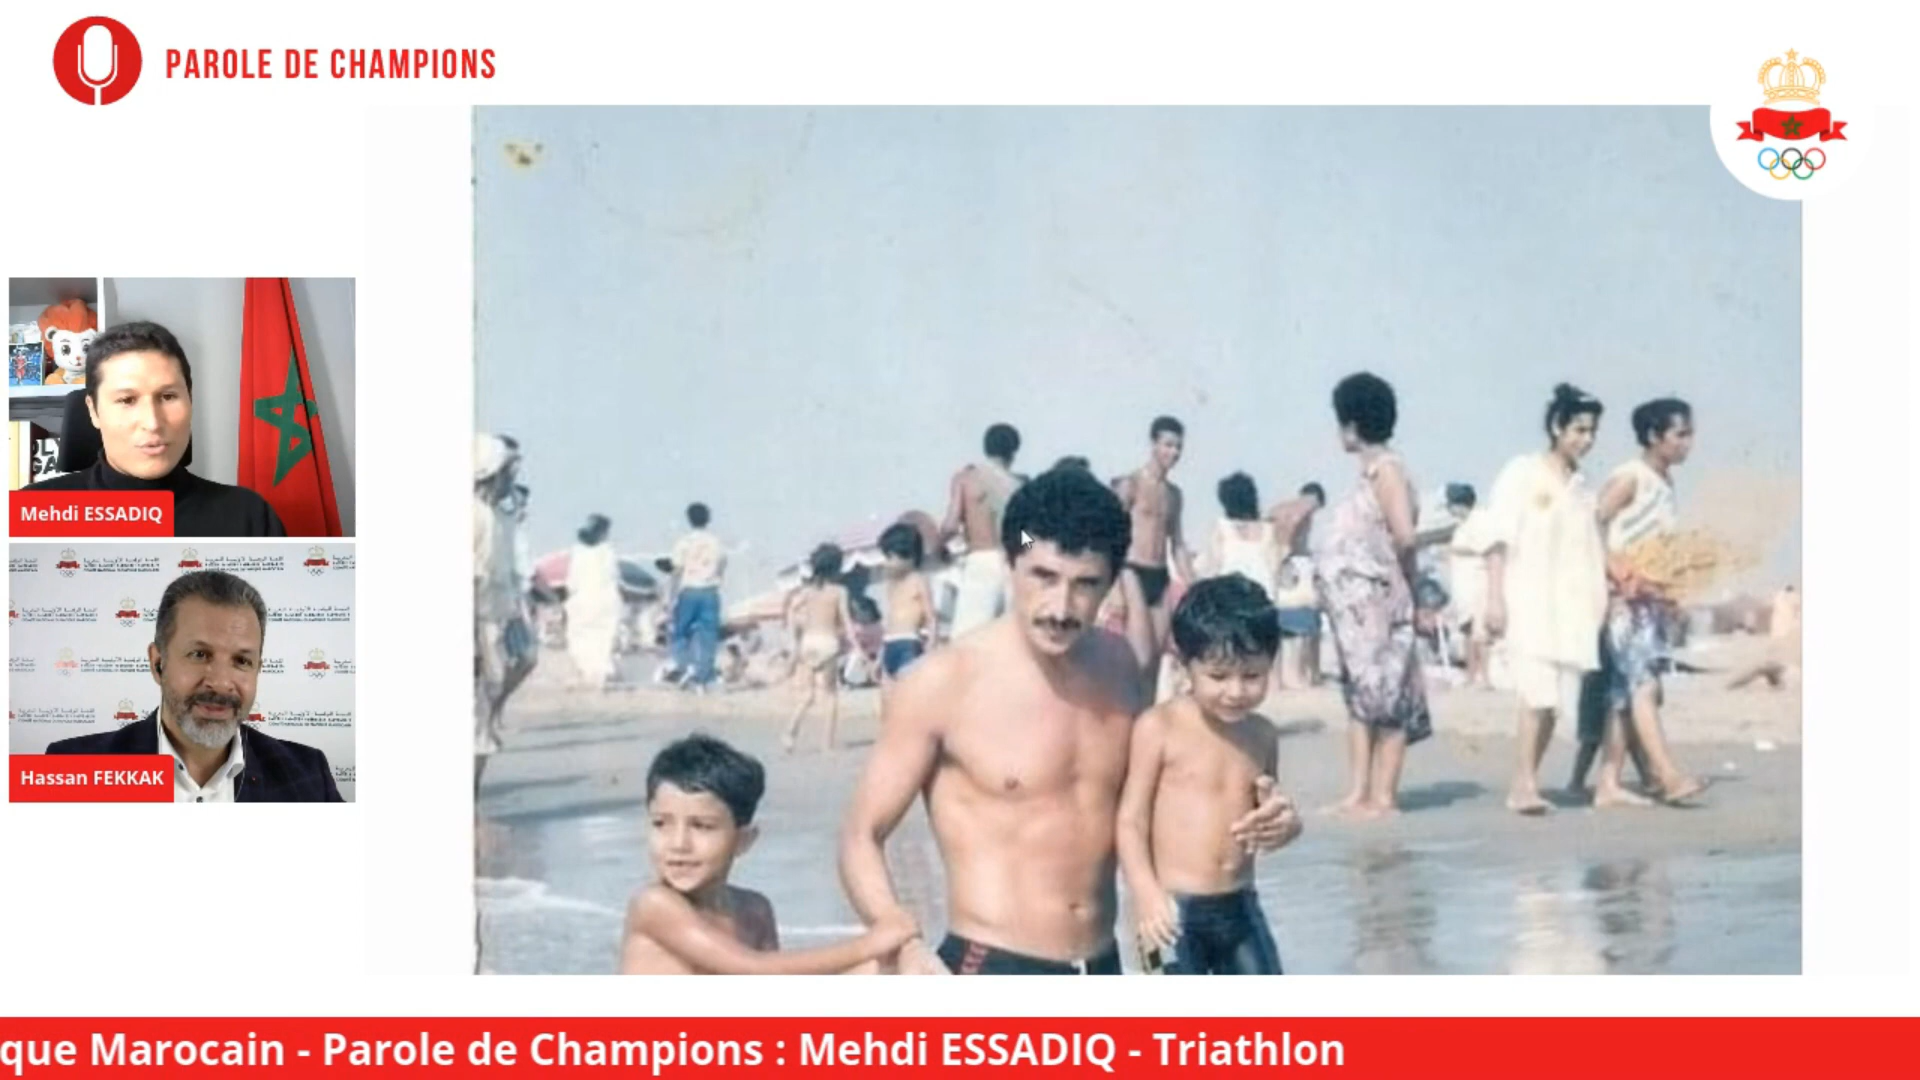 PAROLE DE CHAMPIONS
Mehdi ESSADIQ
Hassan FEKKAK
que Marocain - Parole de Champions : Mehdi ESSADIQ - Triathlon